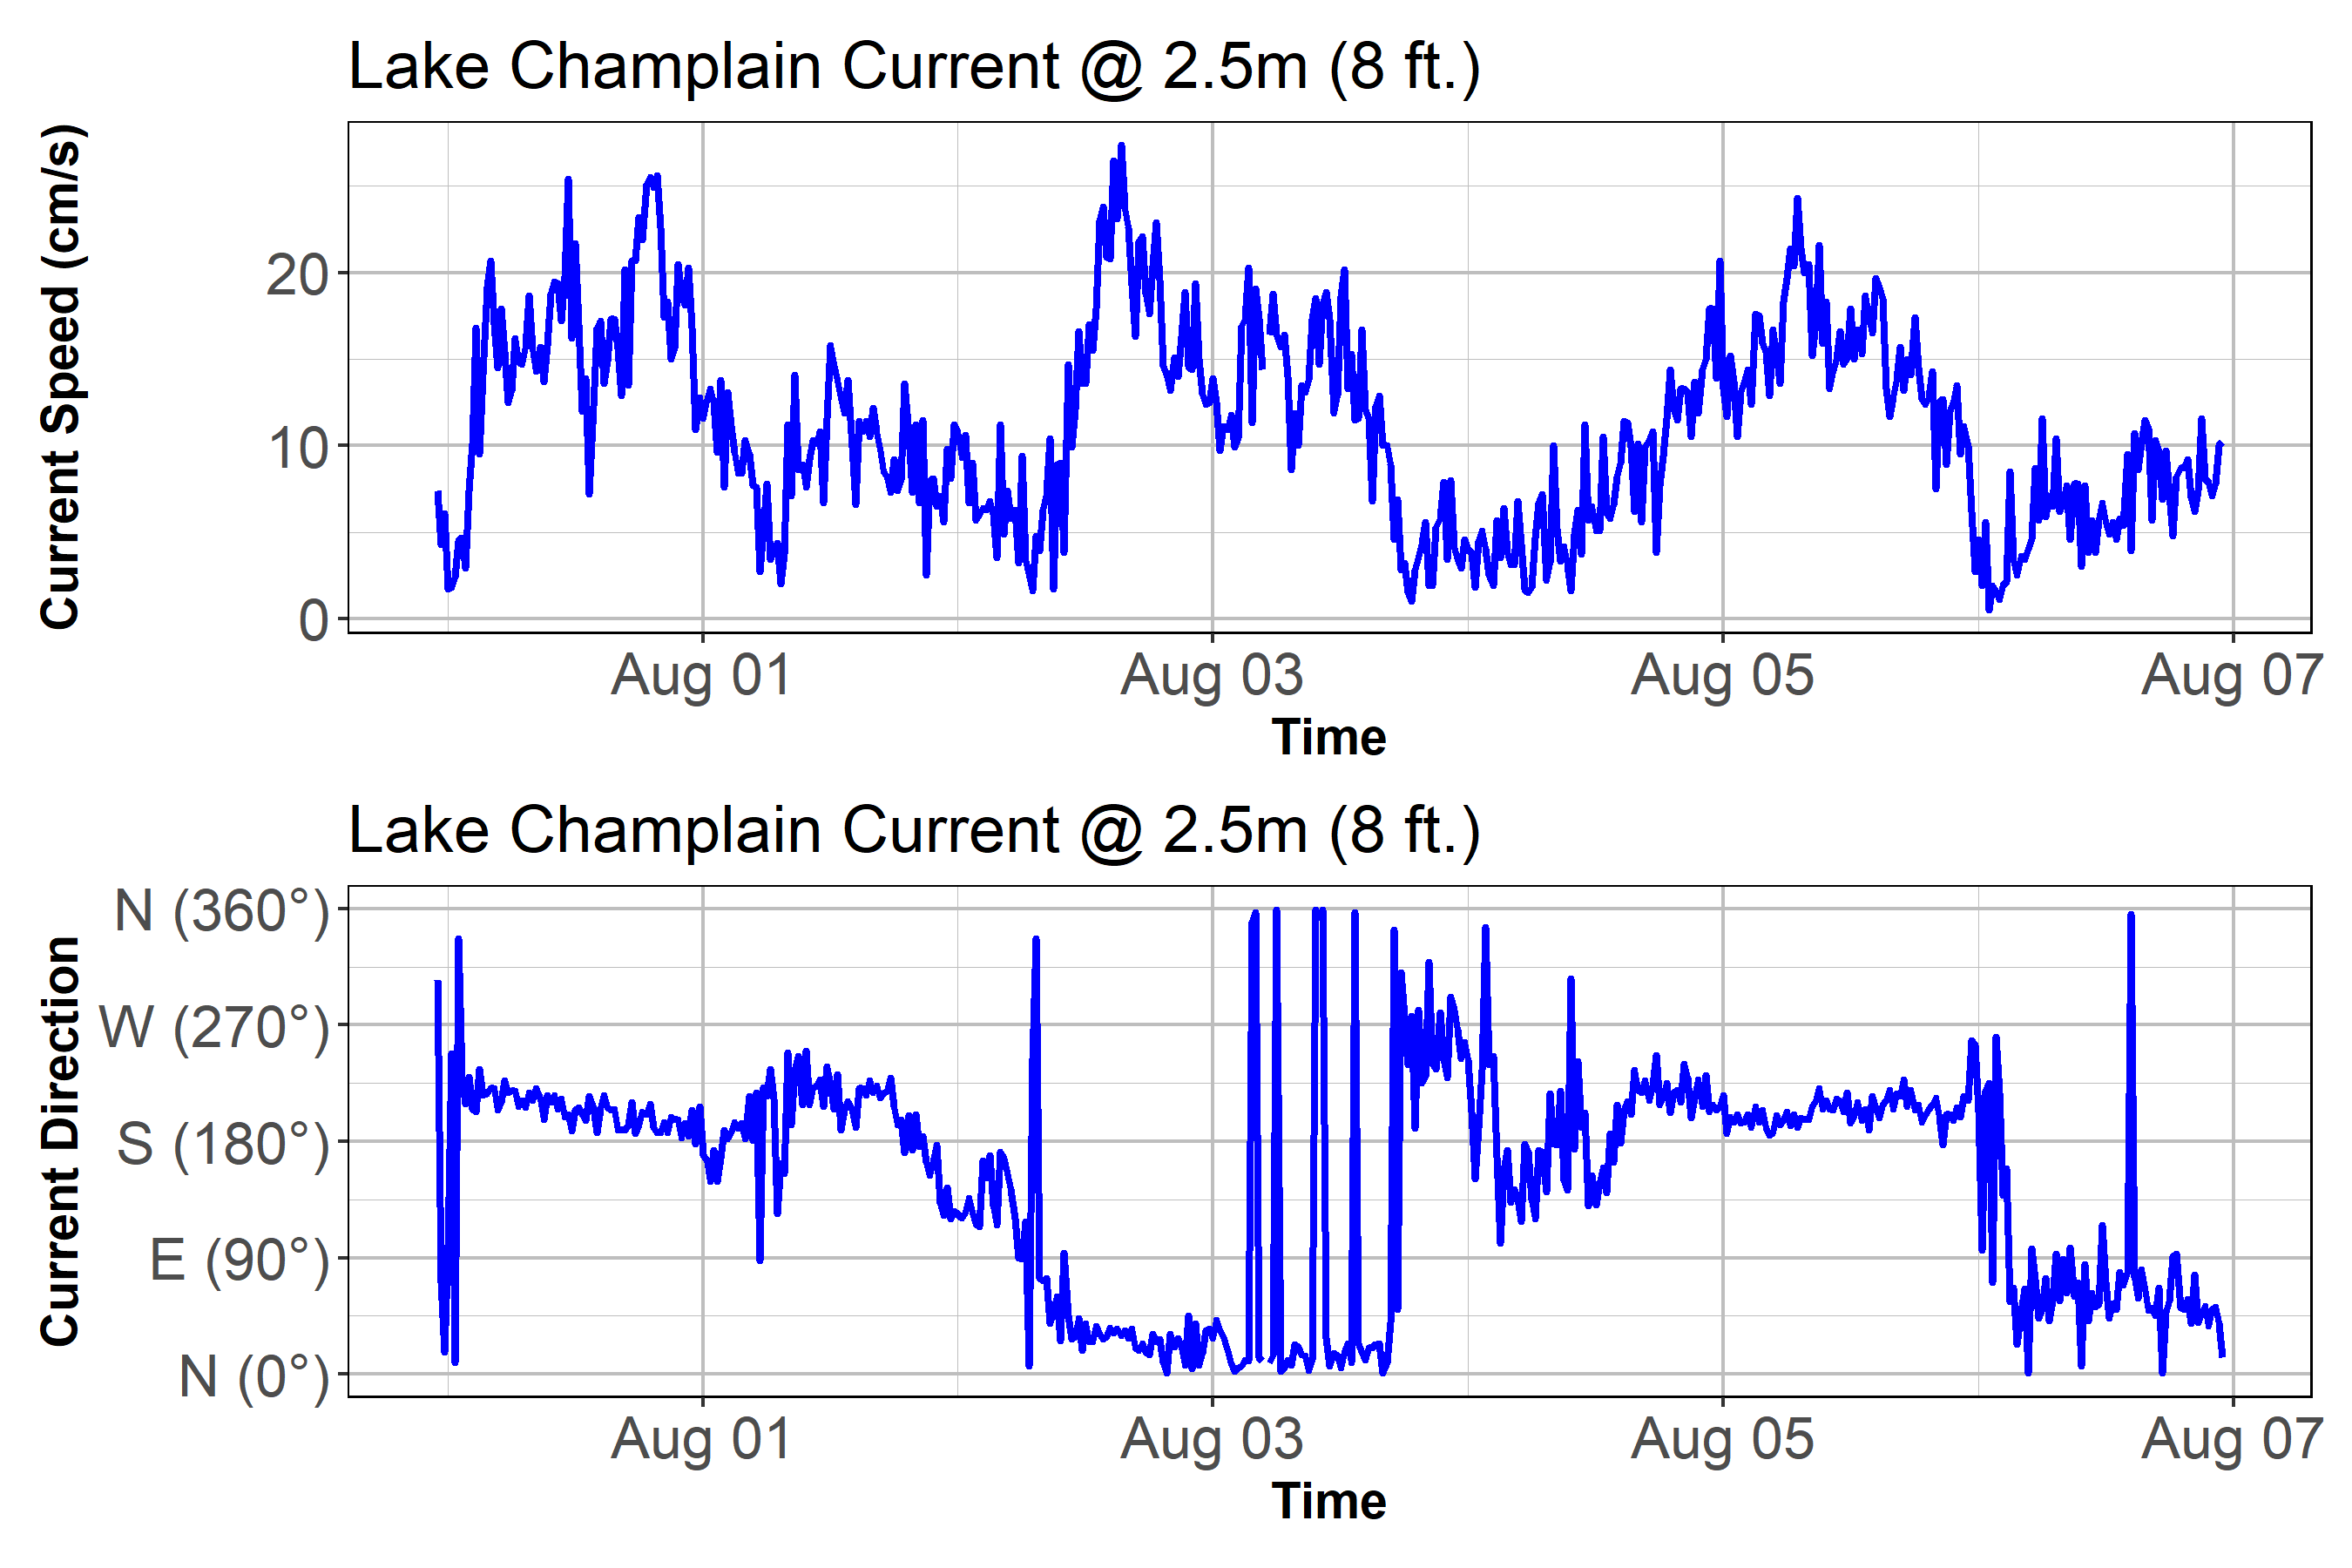 Lake Champlain Current @ 2.5m (8 ft.)
Current Speed (cm/s)
20
10
0
Aug 01 Aug 03 Aug 05 Aug 07
Time
Lake Champlain Current @ 2.5m (8 ft.)
Current Direction
N (360°)
W (270°)
S (180°)
E (90°)
N (0°)
Aug 01 Aug 03 Aug 05 Aug 07
Time